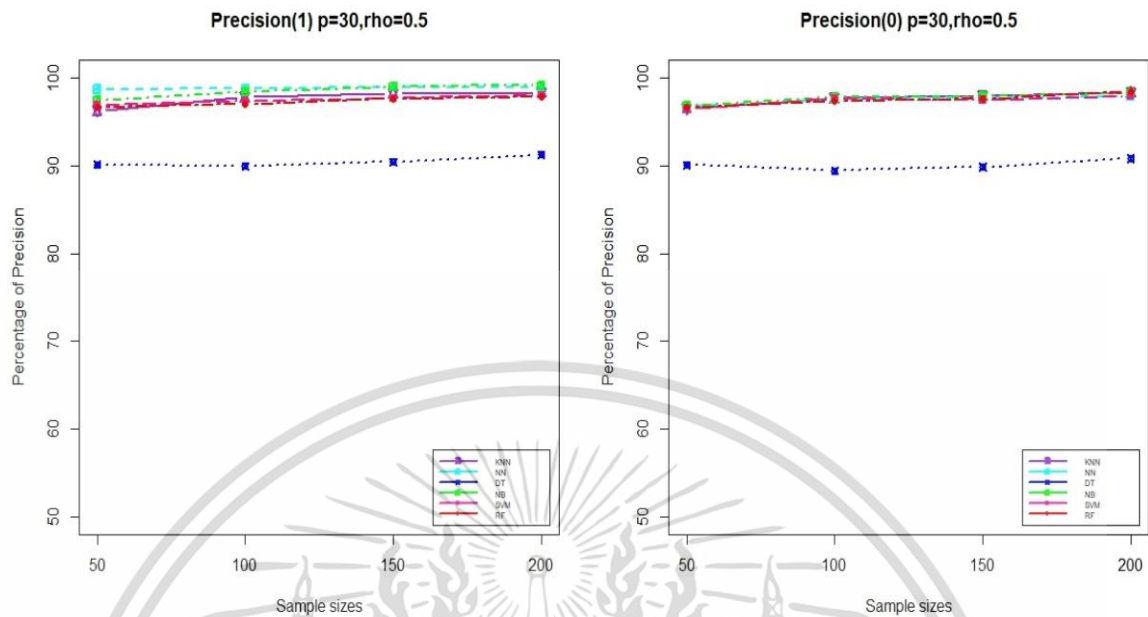 Precision(1) p=30,rho=0.5
Percentage of Precision
100
90
80
70
60
50
KNN
NN
DT
NB
SVM
RF
50 100 150 200
Sample sizes
Precision(0) p=30,rho=0.5
Percentage of Precision
100
90
80
70
60
50
KNN
NN
DT
NB
SVM
RF
50 100 150 200
Sample sizes